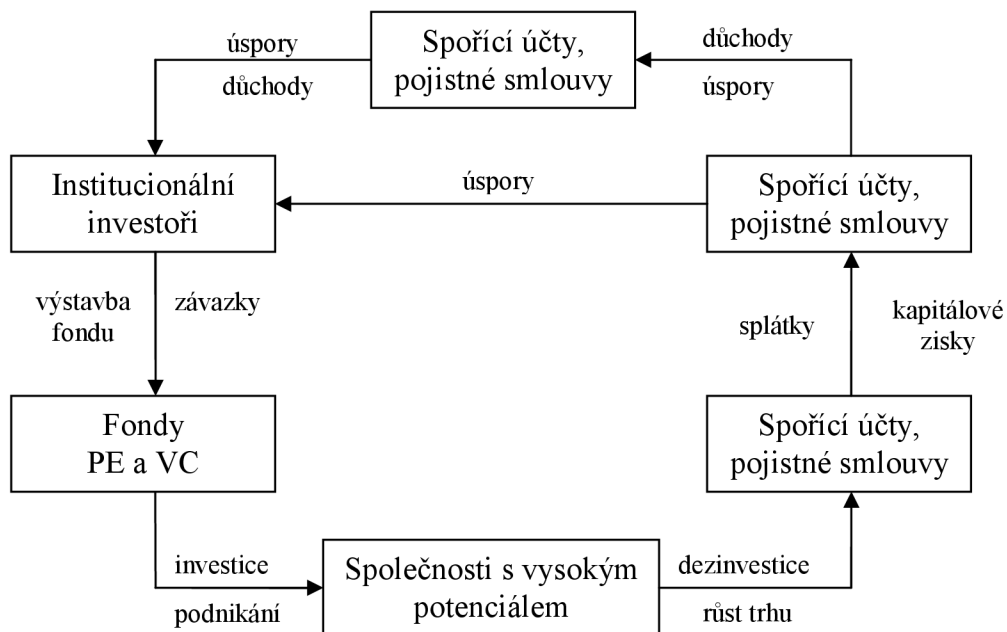 úspory
důchody
Spořící účty,
pojistné smlouvy
důchody
úspory
Institucionální
investoři
úspory
Spořící účty,
pojistné smlouvy
výstavba
fondu
závazky
splátky
kapitálové
zisky
Fondy
PE a VC
Spořící účty,
pojistné smlouvy
investice
podnikání
Společnosti s vysokým
potenciálem
dezinvestice
růst trhu